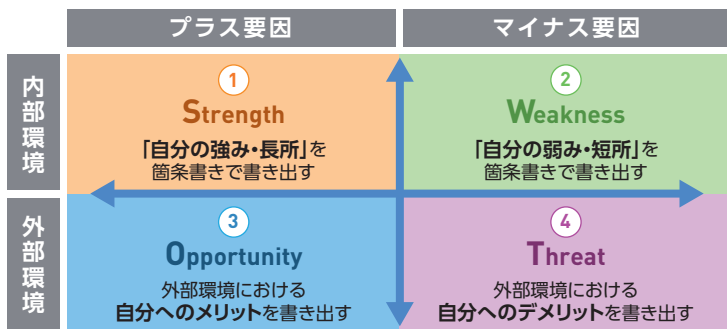 プラス要因
マイナス要因
内部環境
1
Strength
「自分の強み・長所」を
箇条書きで書き出す
2
Weakness
「自分の弱み・短所」を
箇条書きで書き出す
外部環境
3
Opportunity
外部環境における
自分へのメリットを書き出す
4
Threat
外部環境における
自分へのデメリットを書き出す